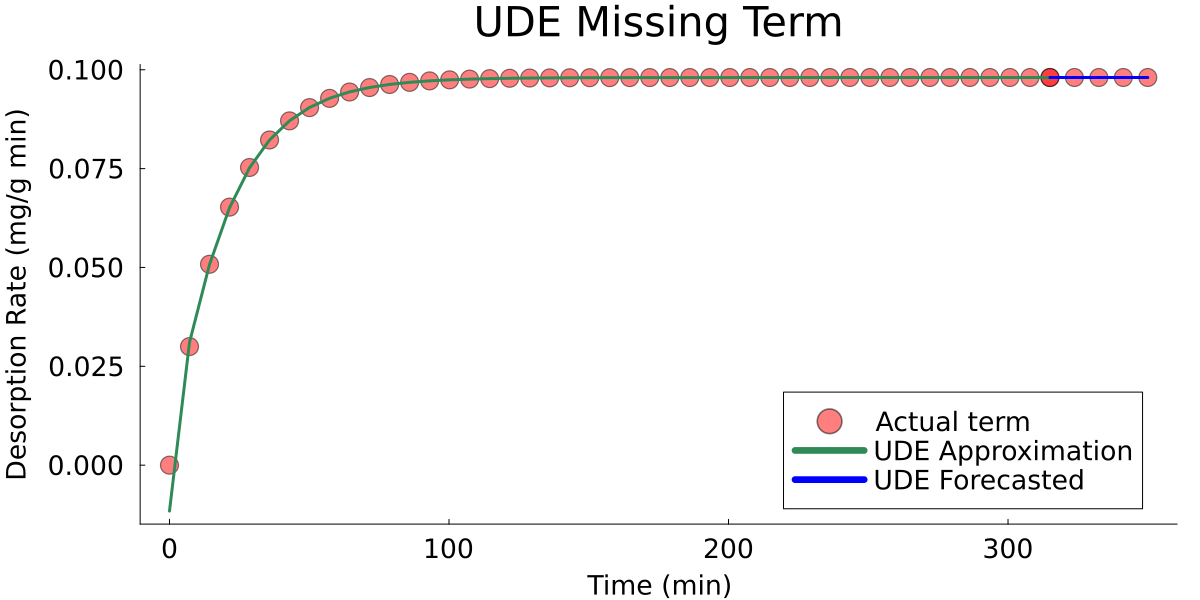 UDE Missing Term
0.100
0.075
0.050
0.025
0.000
Desorption Rate (mg/g min)
Actual term
UDE Approximation
UDE Forecasted
0 100 200 300
Time (min)